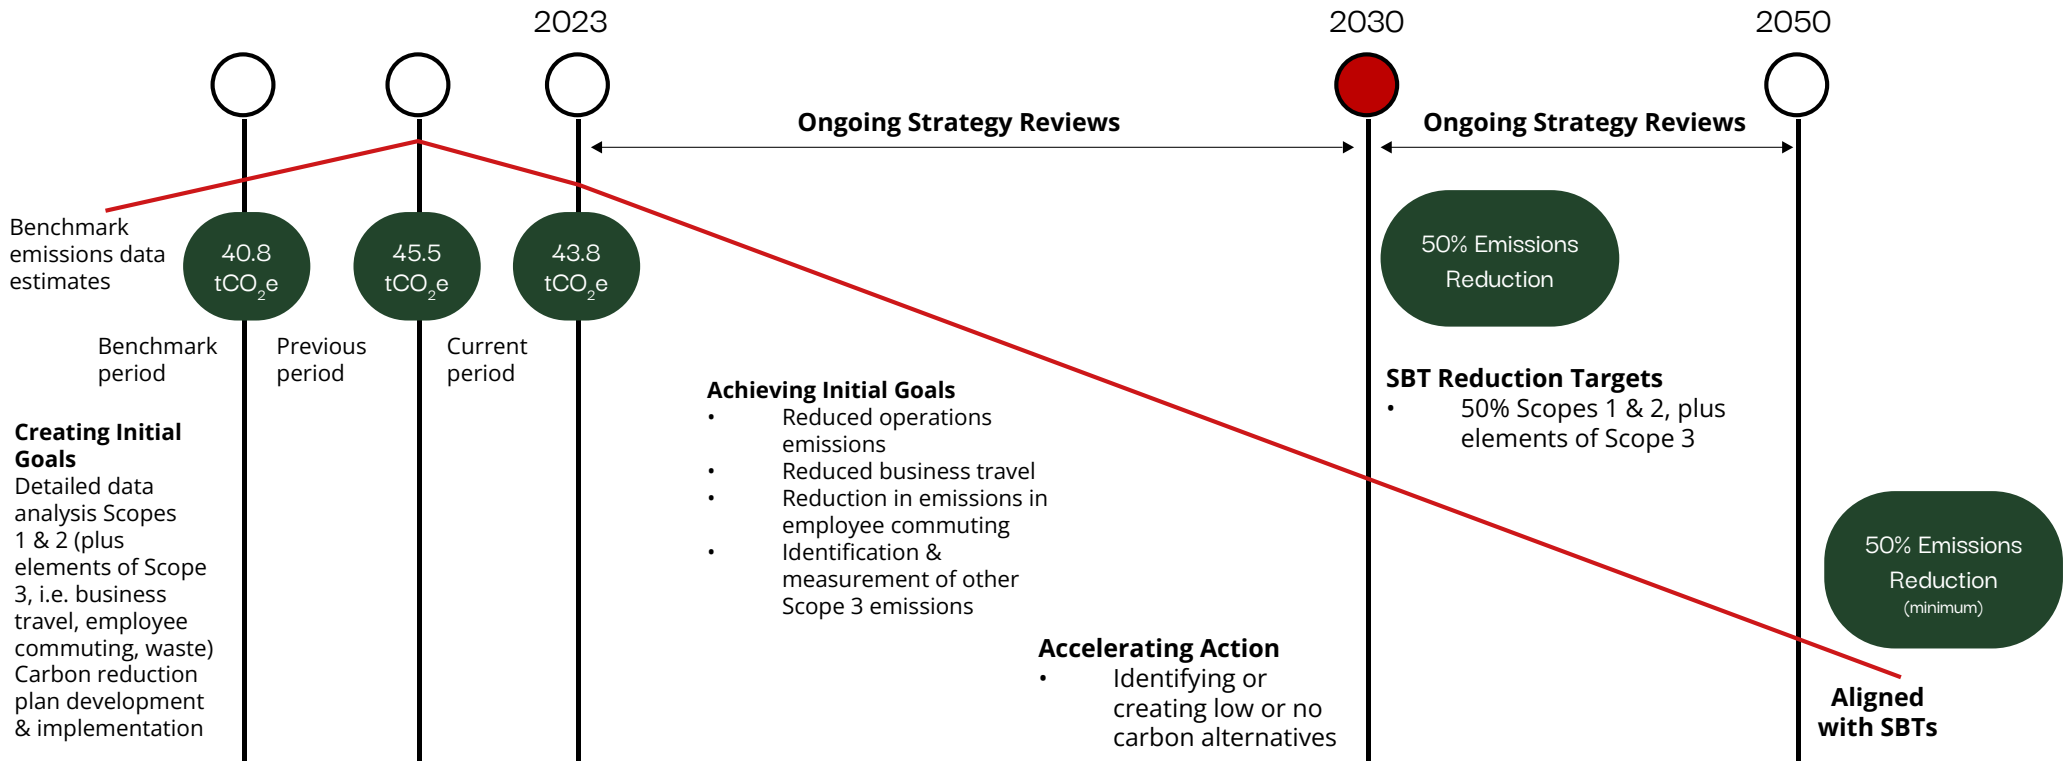 2023
2030
2050
Ongoing Strategy Reviews
Ongoing Strategy Reviews
Benchmark
emissions data
estimates
40.8
tCO₂e
45.5
tCO₂e
43.8
tCO₂e
50% Emissions
Reduction
Benchmark
period
Previous
period
Current
period
Creating Initial
Goals
Detailed data
analysis Scopes
1 & 2 (plus
elements of Scope
3, i.e. business
travel, employee
commuting, waste)
Carbon reduction
plan development
& implementation
Achieving Initial Goals
• Reduced operations
emissions
• Reduced business travel
• Reduction in emissions in
employee commuting
• Identification &
measurement of other
Scope 3 emissions
Accelerating Action
• Identifying or
creating low or no
carbon alternatives
SBT Reduction Targets
• 50% Scopes 1 & 2, plus
elements of Scope 3
50% Emissions
Reduction
(minimum)
Aligned
with SBTs